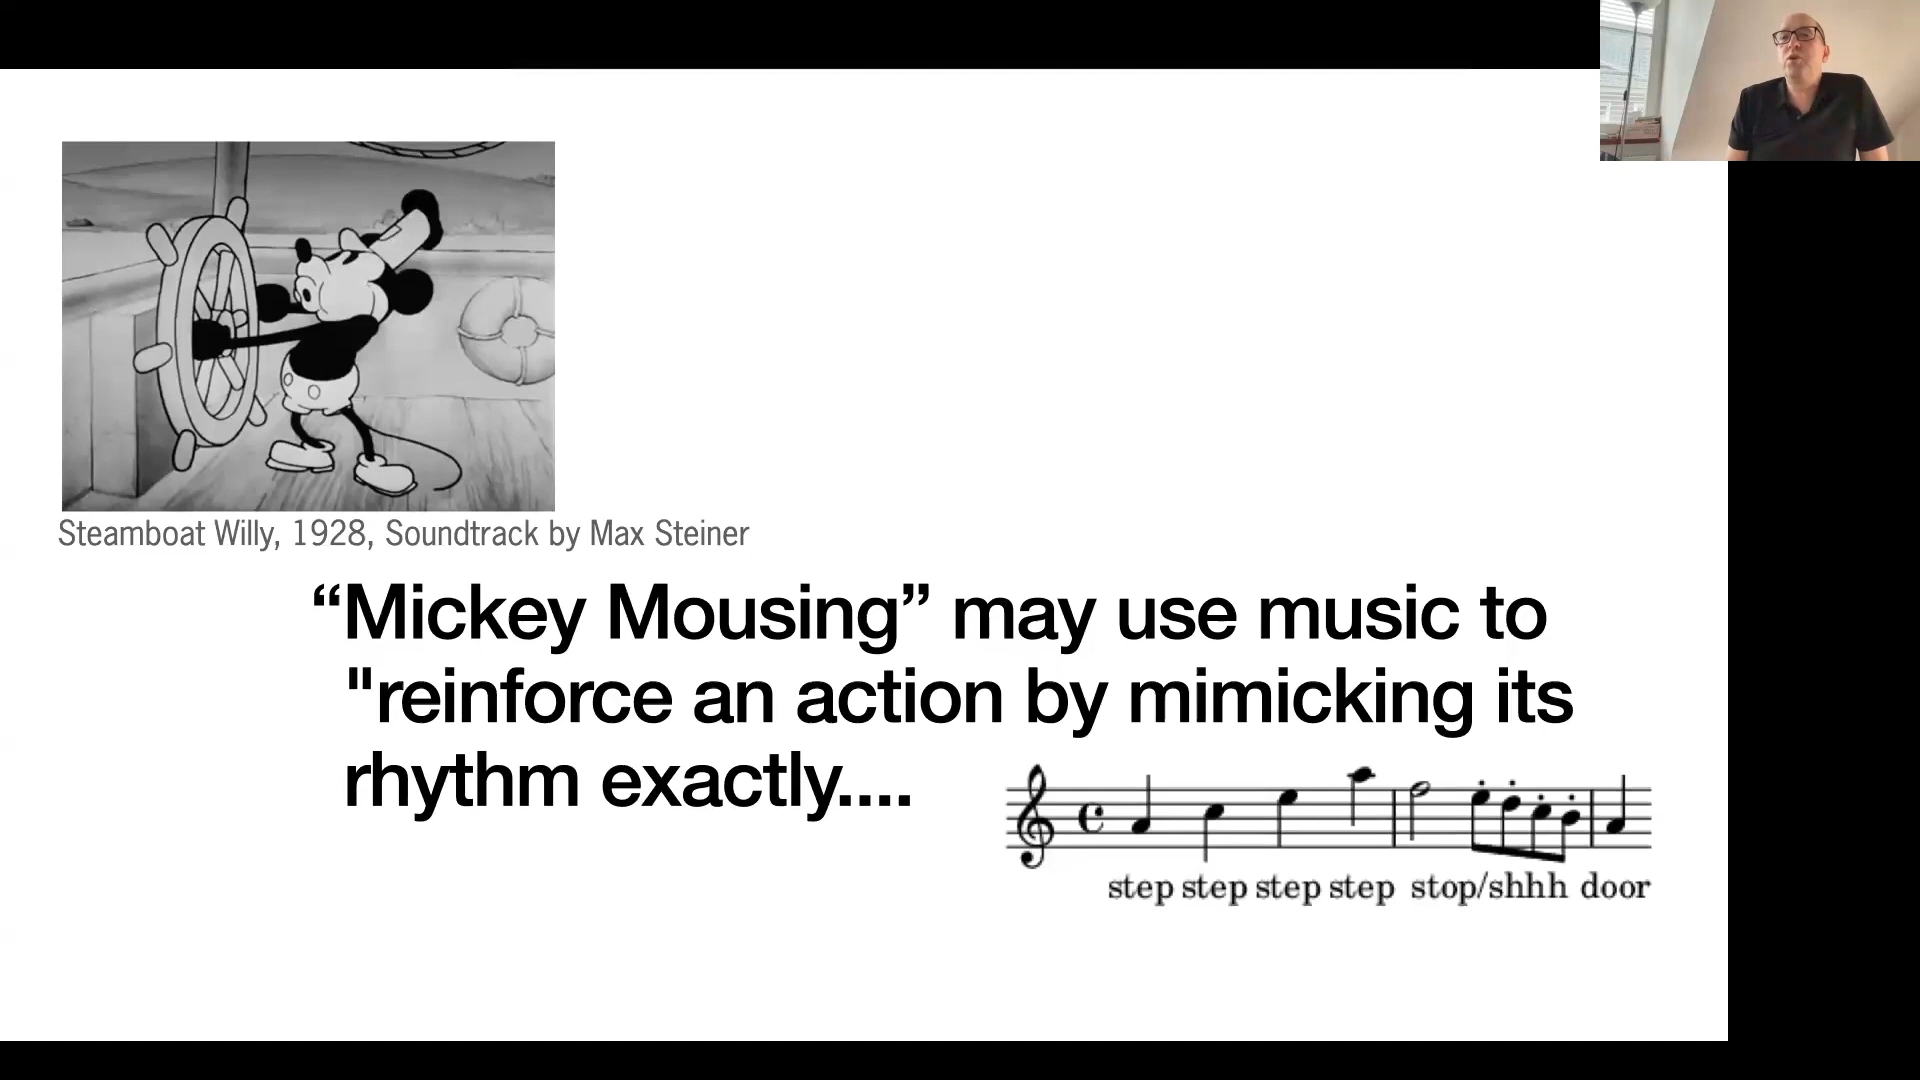 Steamboat Willy, 1928, Soundtrack by Max Steiner
“Mickey Mousing” may use music to
"reinforce an action by mimicking its
rhythm exactly....
step step step step stop/shhh door